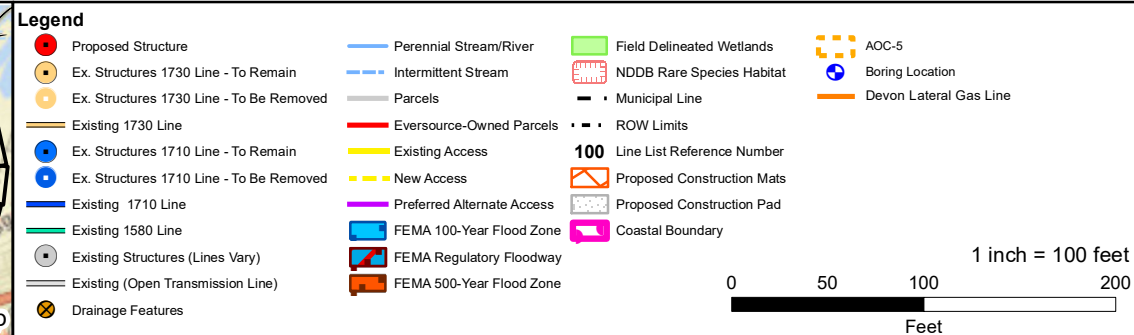 Legend
Proposed Structure
Ex. Structures 1730 Line - To Remain
Ex. Structures 1730 Line - To Be Removed
Existing 1730 Line
Ex. Structures 1710 Line - To Remain
Ex. Structures 1710 Line - To Be Removed
Existing 1710 Line
Existing 1580 Line
Existing Structures (Lines Vary)
Existing (Open Transmission Line)
Drainage Features
Perennial Stream/River
Intermittent Stream
Parcels
Eversource-Owned Parcels
Existing Access
New Access
Preferred Alternate Access
FEMA 100-Year Flood Zone
FEMA Regulatory Floodway
FEMA 500-Year Flood Zone
Field Delineated Wetlands
NDDB Rare Species Habitat
Municipal Line
ROW Limits
100 Line List Reference Number
Proposed Construction Mats
Proposed Construction Pad
Coastal Boundary
AOC-5
Boring Location
Devon Lateral Gas Line
1 inch = 100 feet
0 50 100 200
Feet